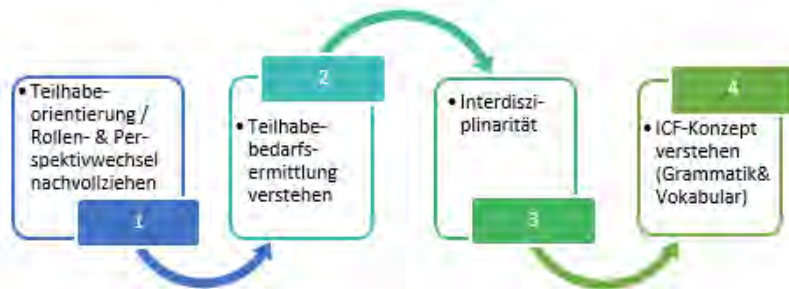 • Teilhabe-
orientierung /
Rollen- & Per-
spektivwechsel
nachvollziehen
1
2
• Teilhabe-
bedarfs-
ermittlung
verstehen
• Interdiszi-
plinarität
3
4
• ICF-Konzept
verstehen
(Grammatik&
Vokabular)